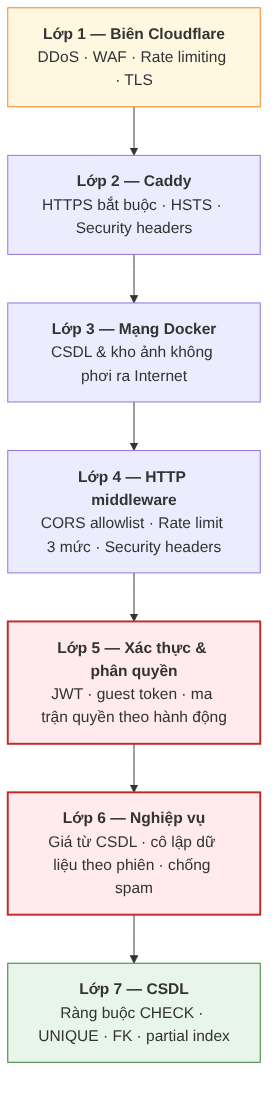 Lớp 1 — Biên Cloudflare
DDoS · WAF · Rate limiting
· TLS
Lớp 2 — Caddy
HTTPS bắt buộc · HSTS ·
Security headers
Lớp 3 — Mạng Docker
CSDL & kho ảnh không
phơi ra Internet
Lớp 4 — HTTP
middleware
CORS allowlist · Rate limit
3 mức · Security headers
Lớp 5 — Xác thực &
phân quyền
JWT · guest token · ma
trận quyền theo hành động
Lớp 6 — Nghiệp vụ
Giá từ CSDL · cô lập dữ
liệu theo phiên · chống
spam
Lớp 7 — CSDL
Ràng buộc CHECK ·
UNIQUE · FK · partial index